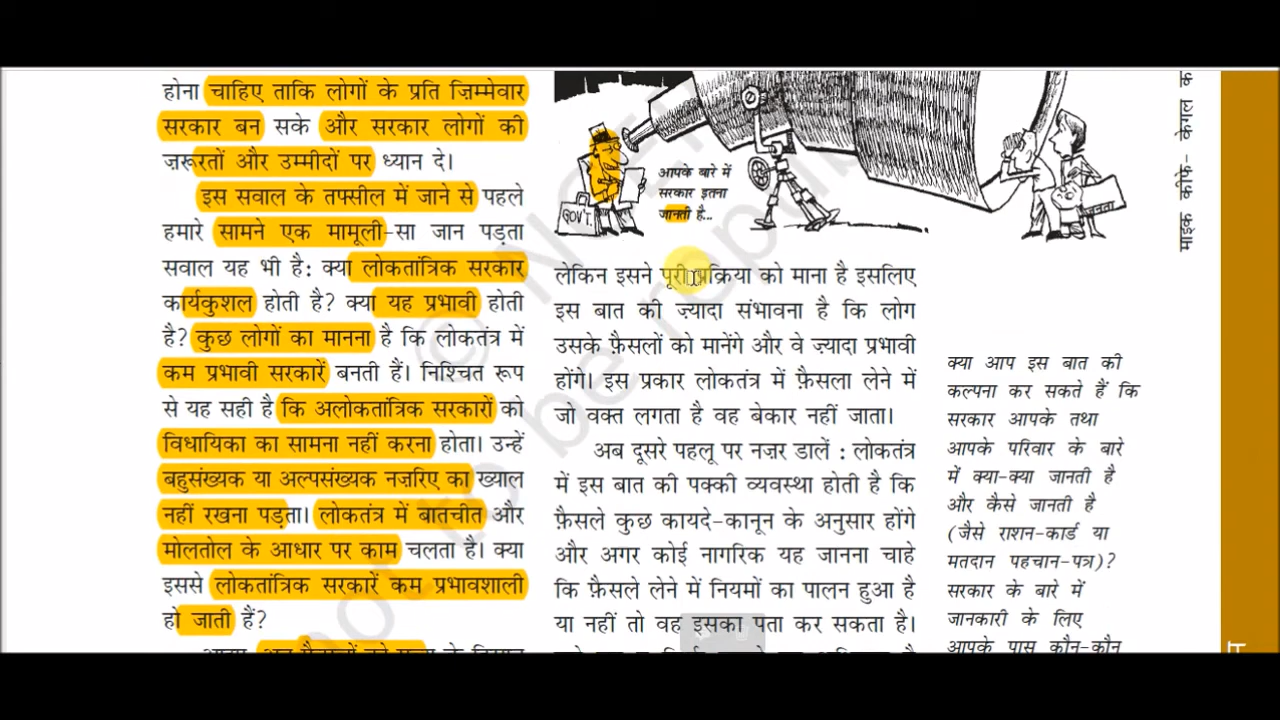 होना चाहिए ताकि लोगों के प्रति ज़िम्मेवार
सरकार बन सके और सरकार लोगों की
ज़रूरतों और उम्मीदों पर ध्यान दे।
इस सवाल के तफ्सील में जाने से पहले
हमारे सामने एक मामूली-सा जान पड़ता
सवाल यह भी है: क्या लोकतांत्रिक सरकार
कार्यकुशल होती है? क्या यह प्रभावी होती
है? कुछ लोगों का मानना है कि लोकतंत्र में
कम प्रभावी सरकारें बनती हैं। निश्चित रूप
से यह सही है कि अलोकतांत्रिक सरकारों को
विधायिका का सामना नहीं करना होता। उन्हें
बहुसंख्यक या अल्पसंख्यक नज़रिए का ख्याल
नहीं रखना पड़ता। लोकतंत्र में बातचीत और
मोलतोल के आधार पर काम चलता है। क्या
इससे लोकतांत्रिक सरकारें कम प्रभावशाली
हो जाती हैं?
GOV'T.
आपके बारे में
सरकार इतना
जानती है...
जनता
लेकिन इसने पूरी प्रक्रिया को माना है इसलिए
इस बात की ज़्यादा संभावना है कि लोग
उसके फ़ैसलों को मानेंगे और वे ज़्यादा प्रभावी
होंगे। इस प्रकार लोकतंत्र में फ़ैसला लेने में
जो वक्त लगता है वह बेकार नहीं जाता।
अब दूसरे पहलू पर नज़र डालें : लोकतंत्र
में इस बात की पक्की व्यवस्था होती है कि
फ़ैसले कुछ कायदे-कानून के अनुसार होंगे
और अगर कोई नागरिक यह जानना चाहे
कि फ़ैसले लेने में नियमों का पालन हुआ है
या नहीं तो वह इसका पता कर सकता है।
माइक कीफे- केगल क
क्या आप इस बात की
कल्पना कर सकते हैं कि
सरकार आपके तथा
आपके परिवार के बारे
में क्या-क्या जानती है
और कैसे जानती है
(जैसे राशन-कार्ड या
मतदान पहचान-पत्र)?
सरकार के बारे में
जानकारी के लिए
आपके पास कौन-कौन